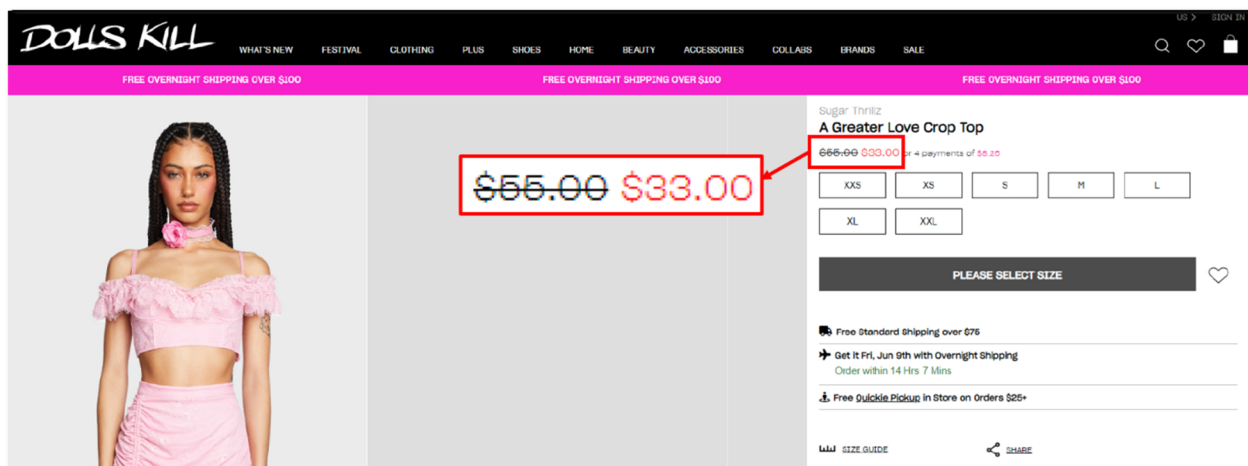 US > SIGN IN
DOLLS KILL
WHAT'S NEW FESTIVAL CLOTHING PLUS SHOES HOME BEAUTY ACCESSORIES COLLABS BRANDS SALE
FREE OVERNIGHT SHIPPING OVER $100 FREE OVERNIGHT SHIPPING OVER $100 FREE OVERNIGHT SHIPPING OVER $100
Sugar Thrillz
A Greater Love Crop Top
$55.00 $33.00 or 4 payments of $8.25
$55.00 $33.00
XXS XS S M L
XL XXL
PLEASE SELECT SIZE
Free Standard Shipping over $75
Get it Fri, Jun 9th with Overnight Shipping
Order within 14 Hrs 7 Mins
Free Quickie Pickup in Store on Orders $25+
SIZE GUIDE SHARE